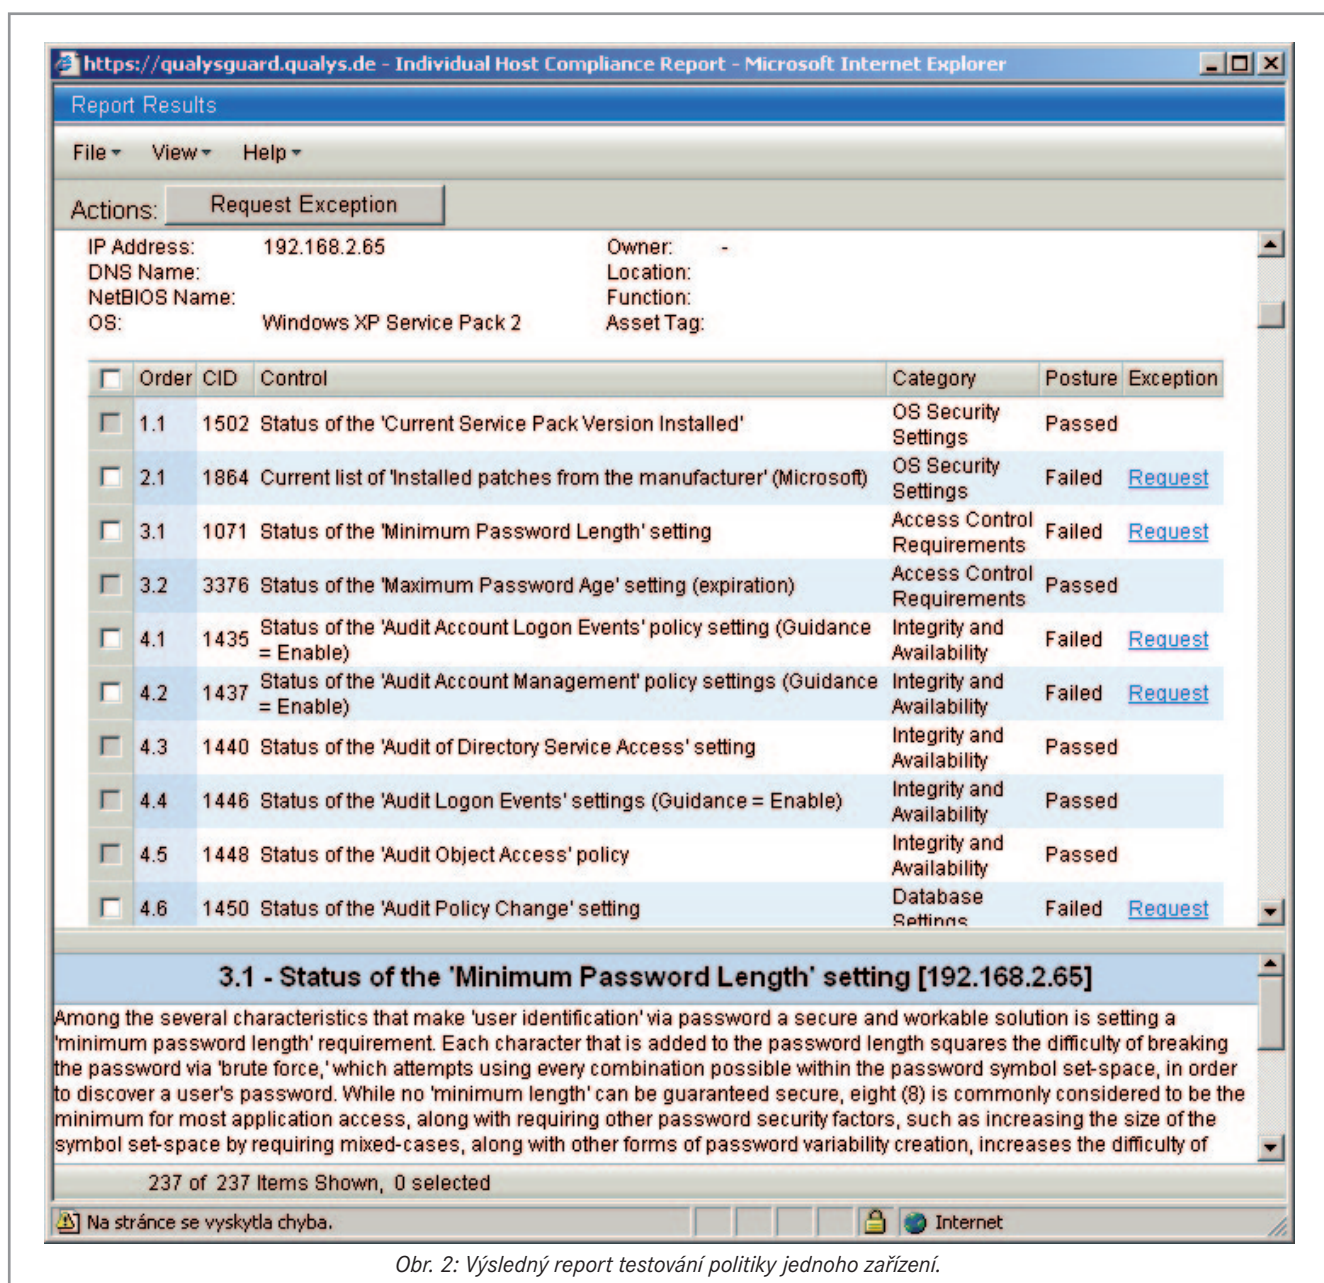 https://qualysguard.qualys.de - Individual Host Compliance Report - Microsoft Internet Explorer
Report Results
File View Help
Actions: Request Exception
IP Address: 192.168.2.65 Owner: -
DNS Name: Location:
NetBIOS Name: Function:
OS: Windows XP Service Pack 2 Asset Tag:
Order CID Control Category Posture Exception
1.1 1502 Status of the 'Current Service Pack Version Installed' OS Security Settings Passed
2.1 1864 Current list of 'Installed patches from the manufacturer' (Microsoft) OS Security Settings Failed Request
3.1 1071 Status of the 'Minimum Password Length' setting Access Control Requirements Failed Request
3.2 3376 Status of the 'Maximum Password Age' setting (expiration) Access Control Requirements Passed
4.1 1435 Status of the 'Audit Account Logon Events' policy setting (Guidance = Enable) Integrity and Availability Failed Request
4.2 1437 Status of the 'Audit Account Management' policy settings (Guidance = Enable) Integrity and Availability Failed Request
4.3 1440 Status of the 'Audit of Directory Service Access' setting Integrity and Availability Passed
4.4 1446 Status of the 'Audit Logon Events' settings (Guidance = Enable) Integrity and Availability Passed
4.5 1448 Status of the 'Audit Object Access' policy Integrity and Availability Passed
4.6 1450 Status of the 'Audit Policy Change' setting Database Settings Failed Request
3.1 - Status of the 'Minimum Password Length' setting [192.168.2.65]
Among the several characteristics that make 'user identification' via password a secure and workable solution is setting a
'minimum password length' requirement. Each character that is added to the password length squares the difficulty of breaking
the password via 'brute force,' which attempts using every combination possible within the password symbol set-space, in order
to discover a user's password. While no 'minimum length' can be guaranteed secure, eight (8) is commonly considered to be the
minimum for most application access, along with requiring other password security factors, such as increasing the size of the
symbol set-space by requiring mixed-cases, along with other forms of password variability creation, increases the difficulty of
237 of 237 Items Shown, 0 selected
Na stránce se vyskytla chyba. Internet
Obr. 2: Výsledný report testování politiky jednoho zařízení.